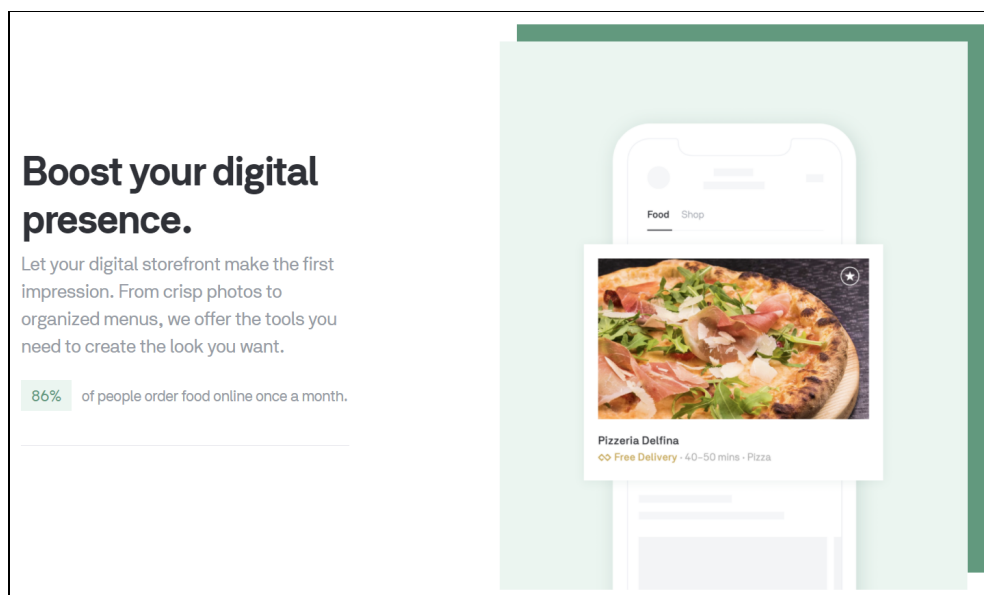 Boost your digital
presence.
Let your digital storefront make the first
impression. From crisp photos to
organized menus, we offer the tools you
need to create the look you want.
86% of people order food online once a month.
Food Shop
Pizzeria Delfina
Free Delivery · 40–50 mins · Pizza